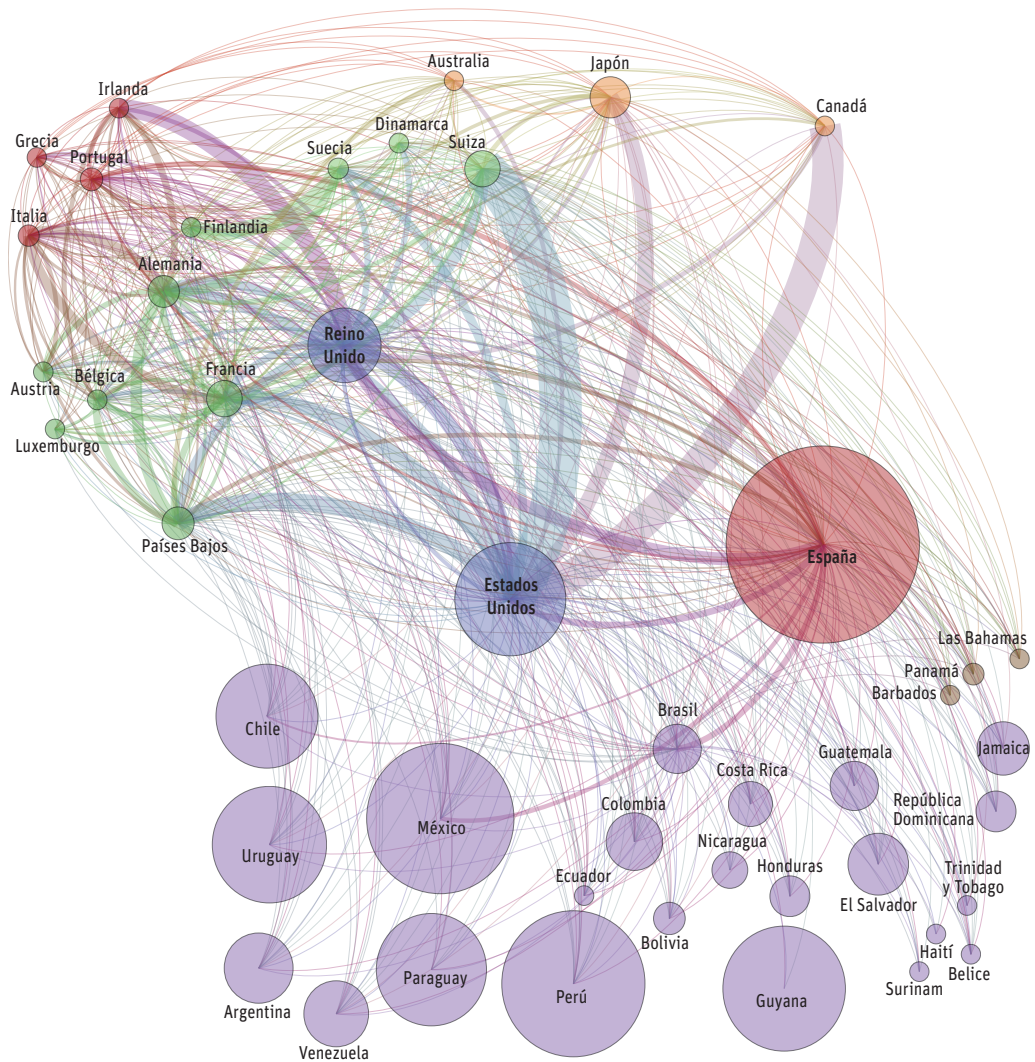 Australia
Japón
Irlanda
Canadá
Dinamarca
Grecia
Portugal
Suecia
Suiza
Italia
Finlandia
Alemania
Reino
Unido
Francia
Austria
Bélgica
Luxemburgo
Países Bajos
España
Estados
Unidos
Las Bahamas
Panamá
Barbados
Brasil
Chile
Jamaica
Guatemala
Costa Rica
Colombia
República
Dominicana
México
Uruguay
Nicaragua
Honduras
Ecuador
Trinidad
y Tobago
El Salvador
Bolivia
Haití
Belice
Surinam
Paraguay
Perú
Guyana
Argentina
Venezuela